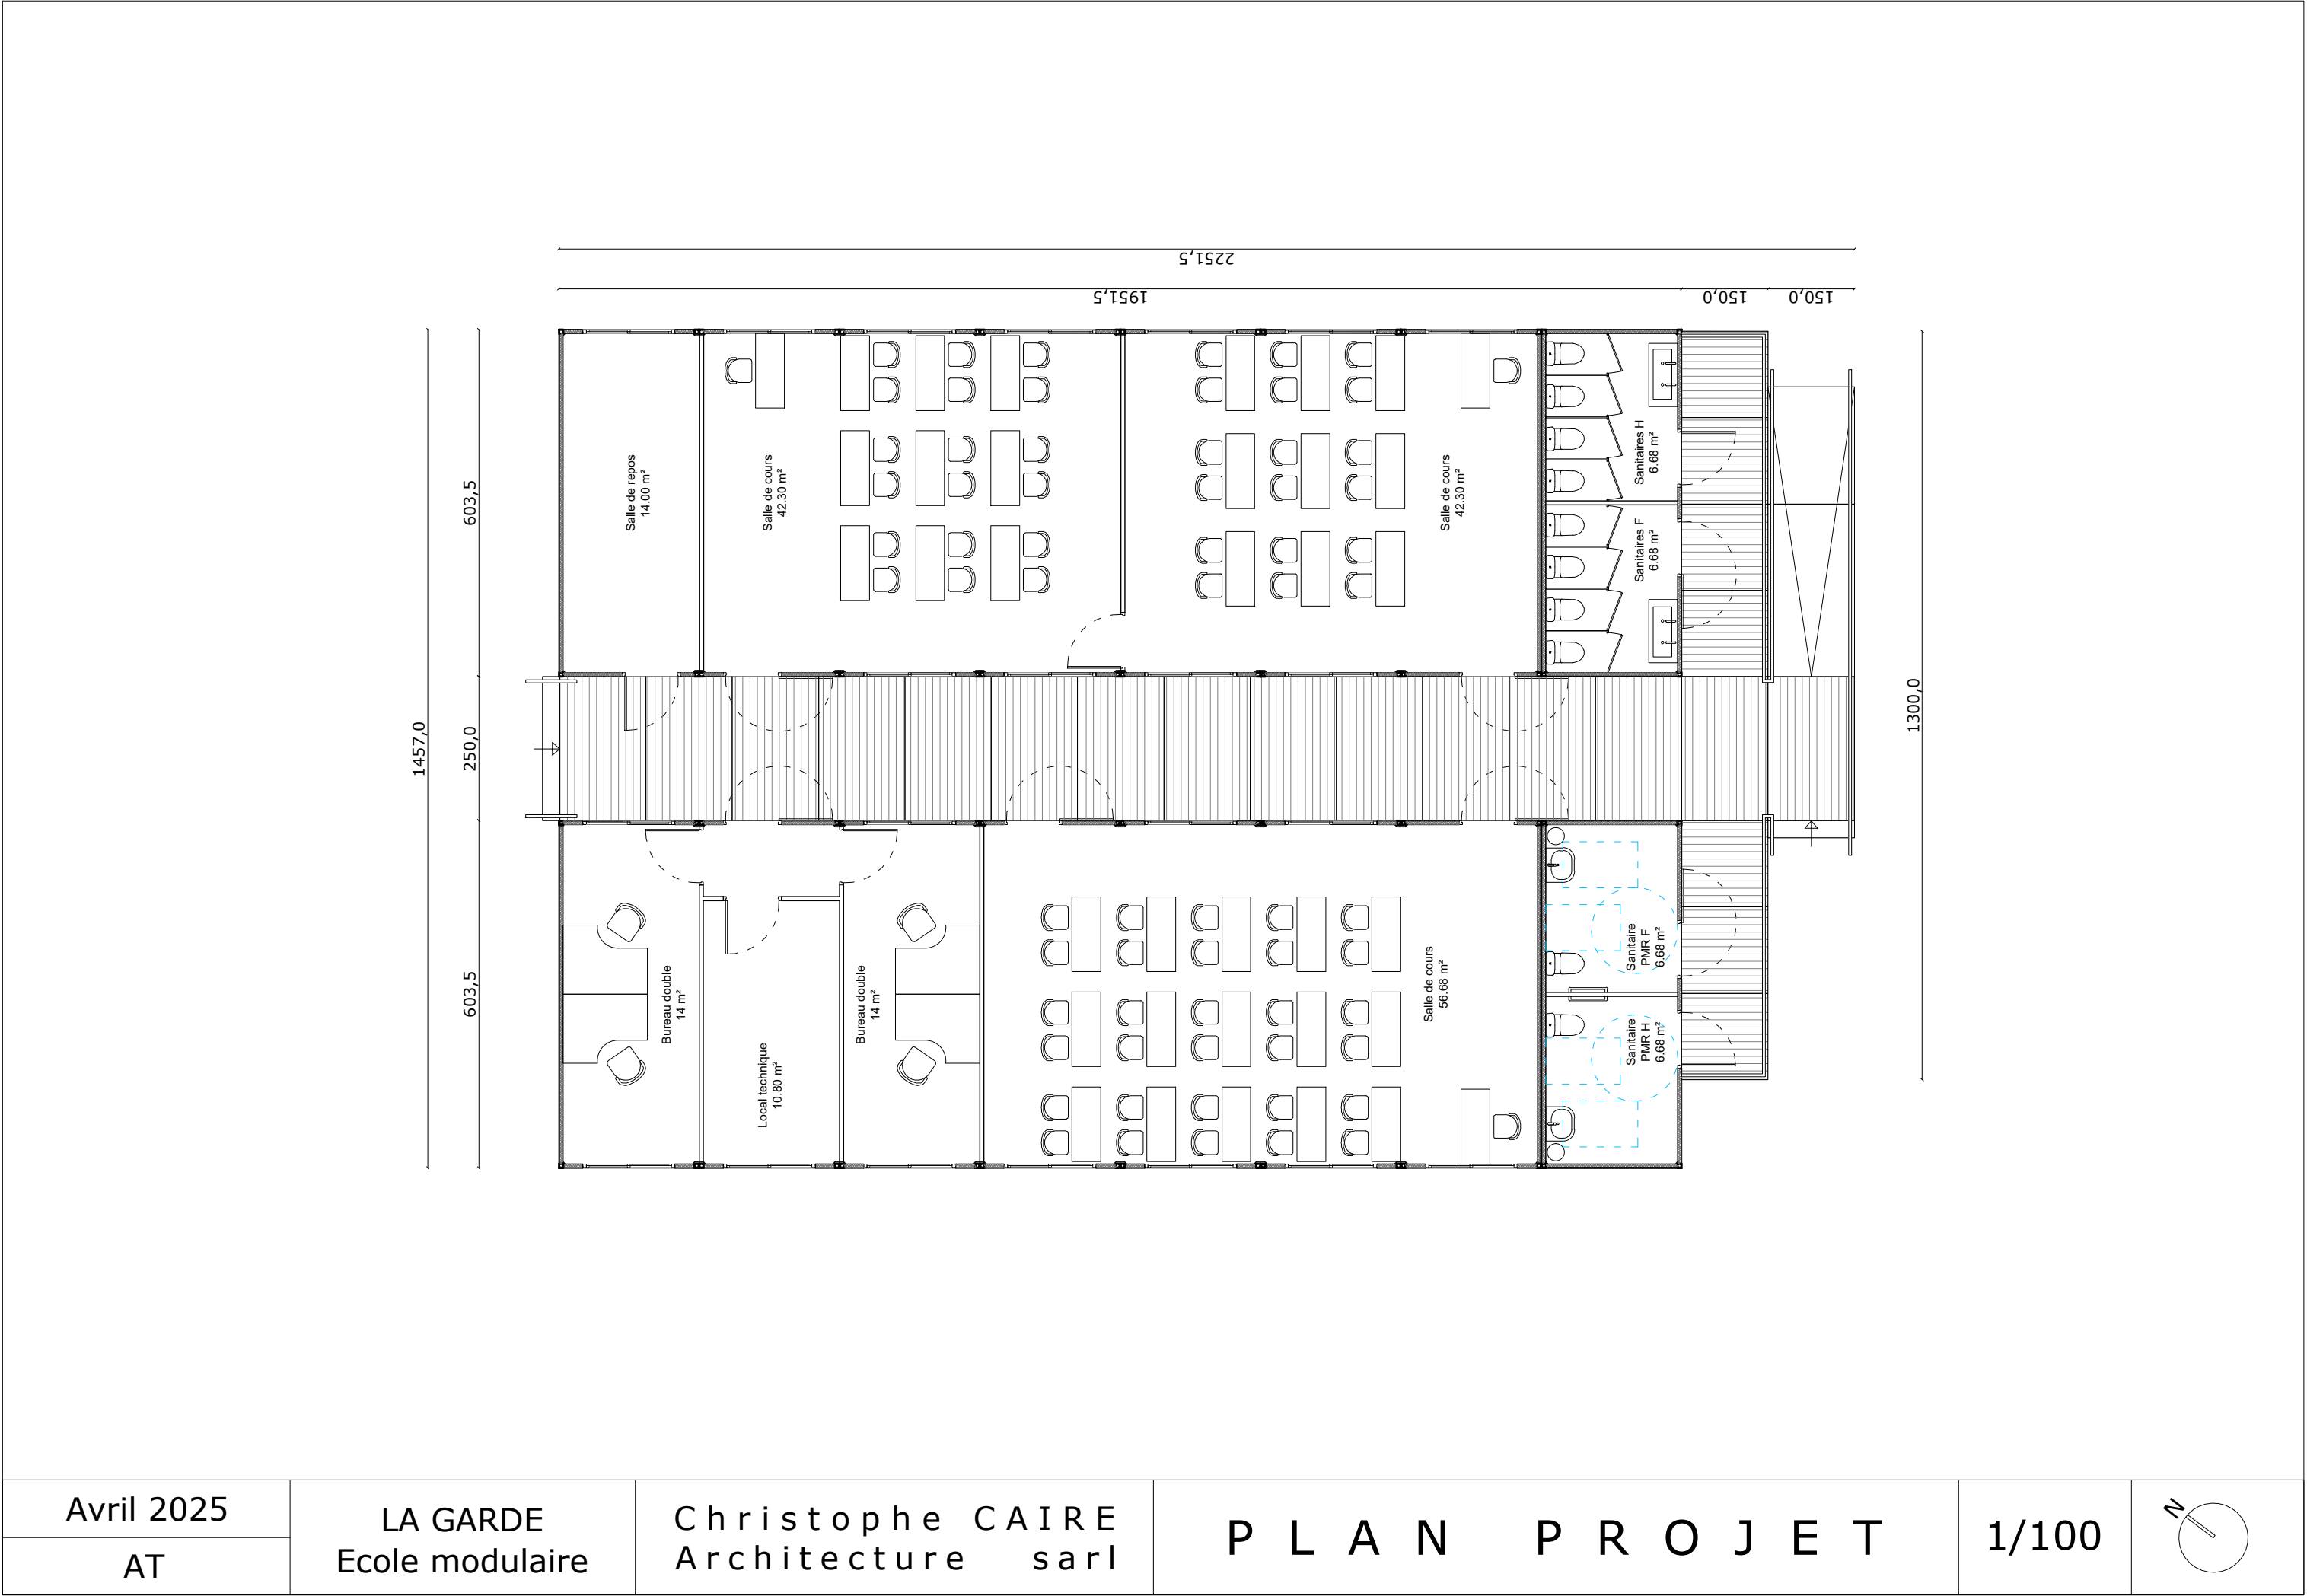 2251,5
1951,5
150,0
150,0
1457,0
603,5
250,0
603,5
1300,0
Salle de repos
14.00 m²
Salle de cours
42.30 m²
Salle de cours
42.30 m²
Sanitaires H
6.68 m²
Sanitaires F
6.68 m²
Bureau double
14 m²
Local technique
10.80 m²
Bureau double
14 m²
Salle de cours
56.68 m²
Sanitaire
PMR F
6.68 m²
Sanitaire
PMR H
6.68 m²
Avril 2025
AT
LA GARDE
Ecole modulaire
Christophe CAIRE
Architecture sarl
PLAN PROJET
1/100
N